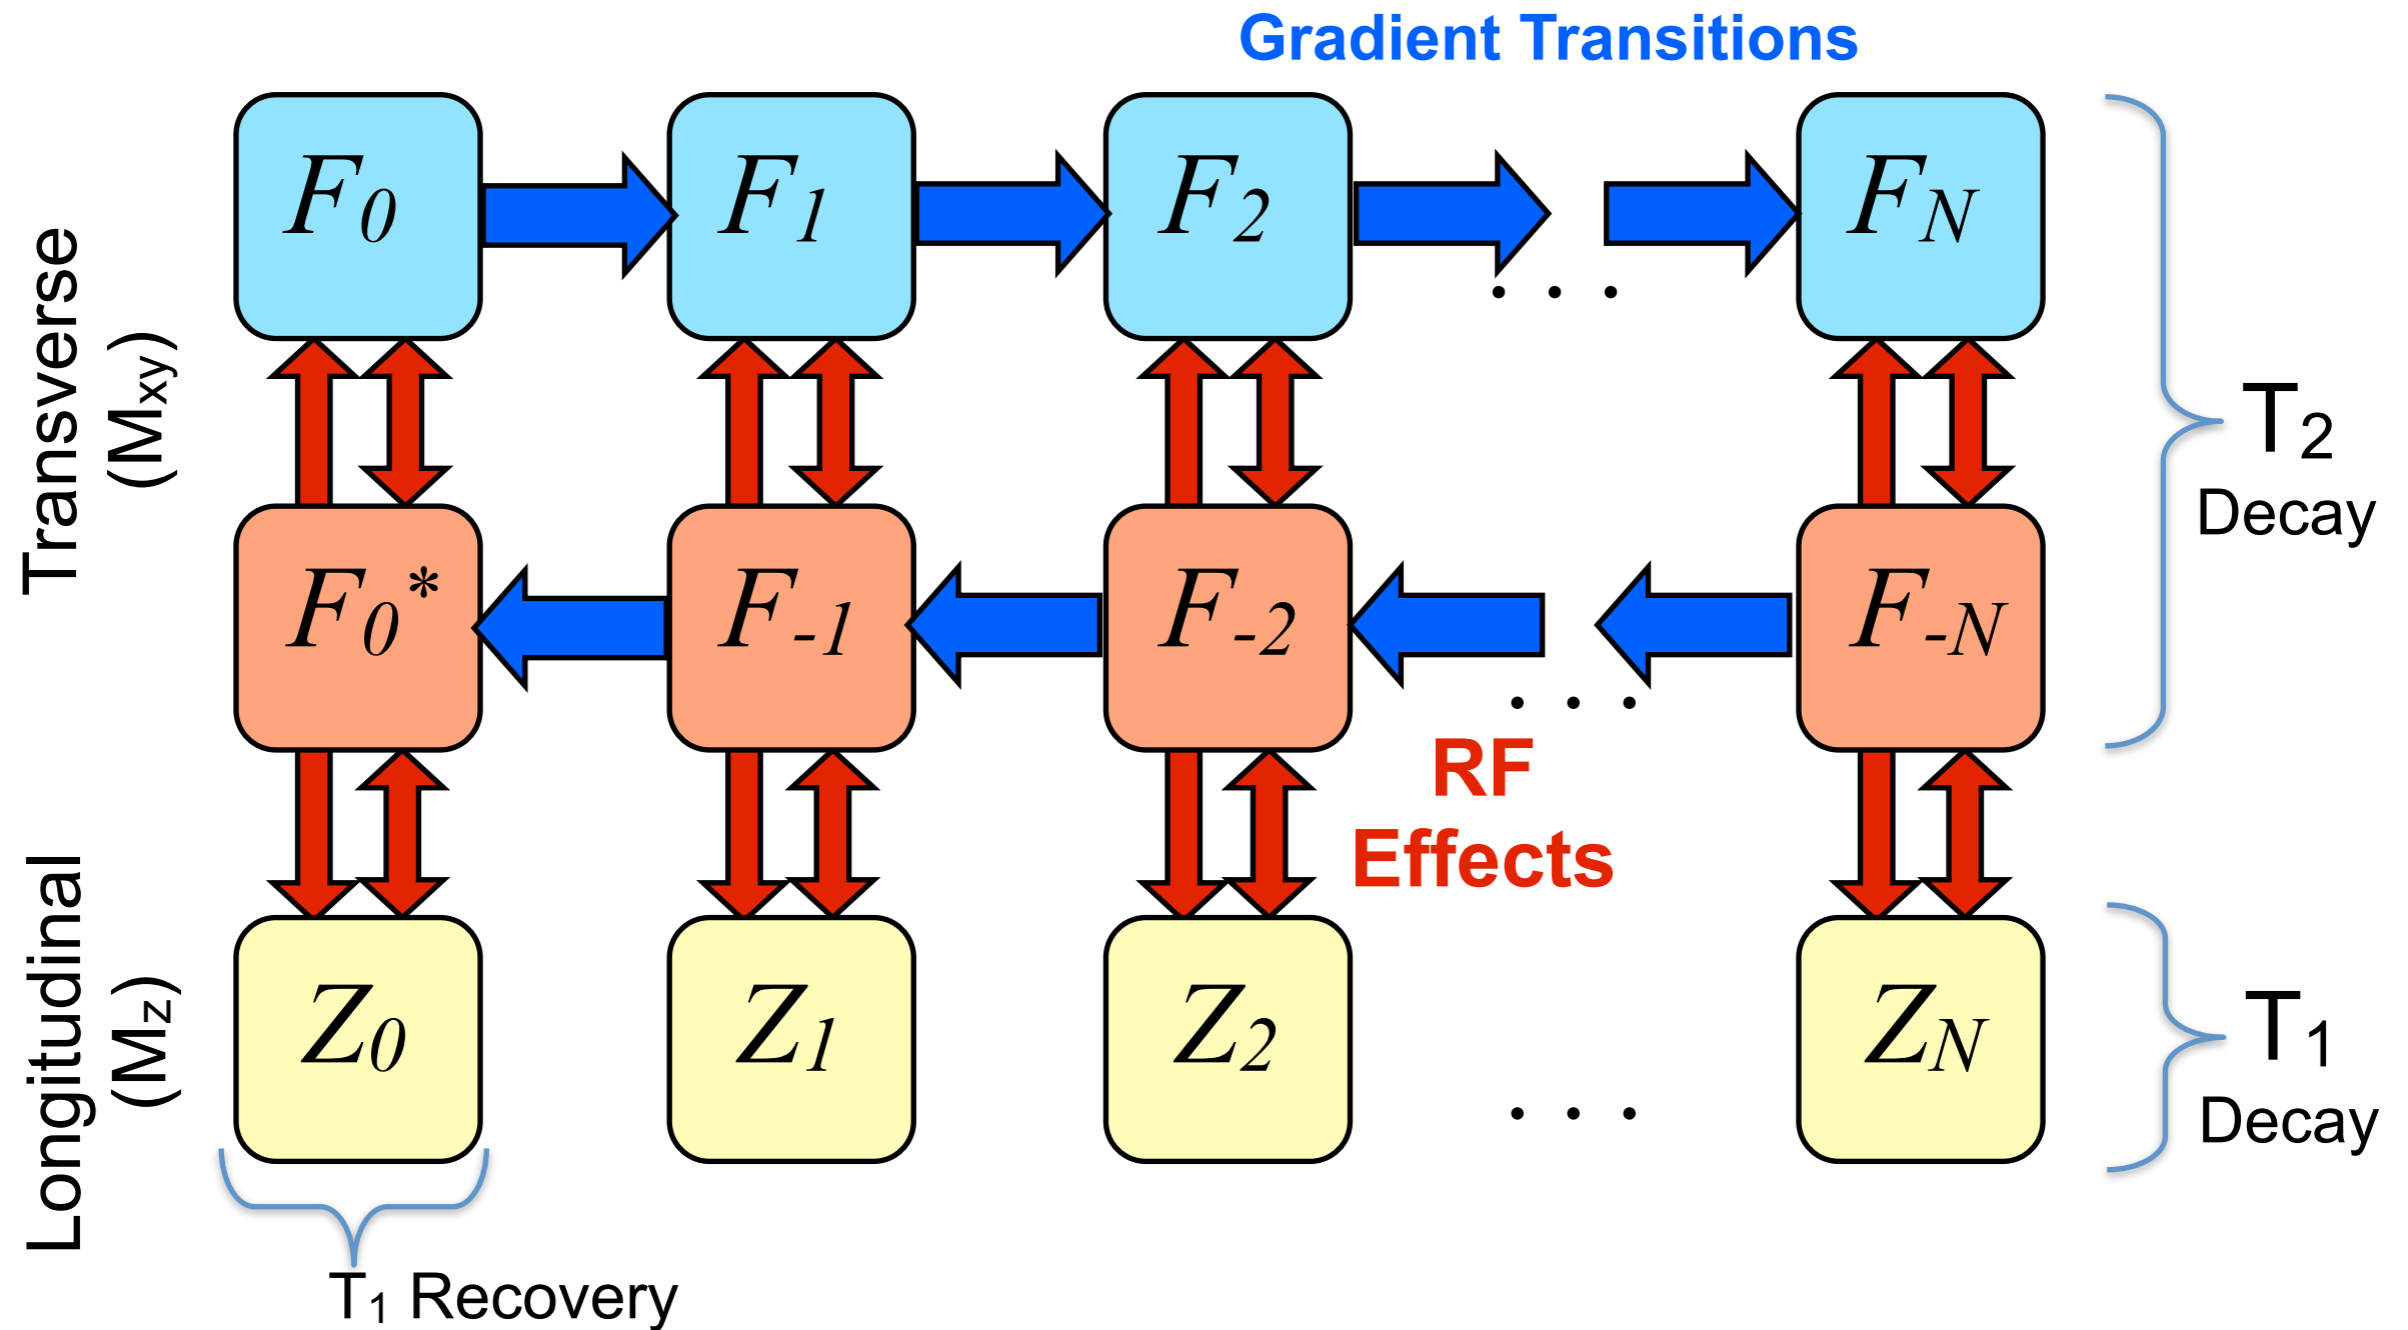 Gradient Transitions
F0 F1 F2 FN
. . .
Transverse
(Mxy)
T2
Decay
F0* F-1 F-2 F-N
. . .
RF
Effects
Longitudinal
(Mz)
Z0 Z1 Z2 ZN
. . .
T1
Decay
T1 Recovery